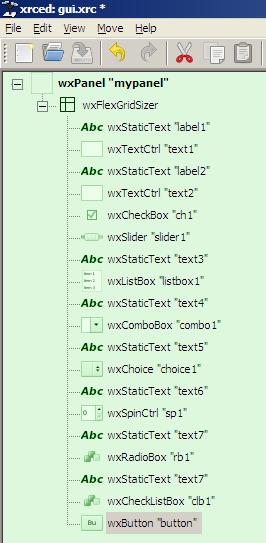 xrced: gui.xrc *
File Edit View Move Help
wxPanel "mypanel"
wxFlexGridSizer
Abc wxStaticText "label1"
wxTextCtrl "text1"
Abc wxStaticText "label2"
wxTextCtrl "text2"
wxCheckBox "ch1"
wxSlider "slider1"
Abc wxStaticText "text3"
wxListBox "listbox1"
Abc wxStaticText "text4"
wxComboBox "combo1"
Abc wxStaticText "text5"
wxChoice "choice1"
Abc wxStaticText "text6"
0 wxSpinCtrl "sp1"
Abc wxStaticText "text7"
wxRadioBox "rb1"
Abc wxStaticText "text7"
wxCheckListBox "clb1"
Bu wxButton "button"